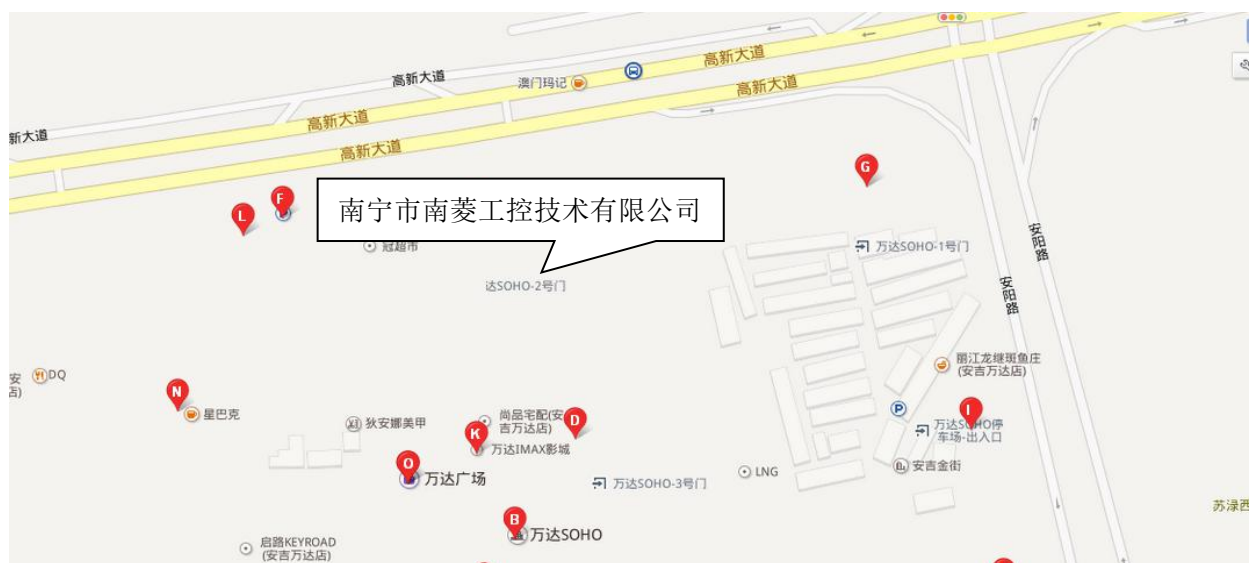 高新大道
澳门玛记
高新大道
新大道
高新大道
高新大道
高新大道
G
F
L
南宁市南菱工控技术有限公司
冠超市
万达SOHO-1号门
安阳路
达SOHO-2号门
安阳路
丽江龙继斑鱼庄
(安吉万达店)
安
店)
DQ
N
星巴克
狄安娜美甲
尚品宅配(安
吉万达店)
D
P
I
万达SOHO停
车场-出入口
K
万达IMAX影城
O
万达广场
LNG
安吉金街
万达SOHO-3号门
B
万达SOHO
苏渌西
启路KEYROAD
(安吉万达店)